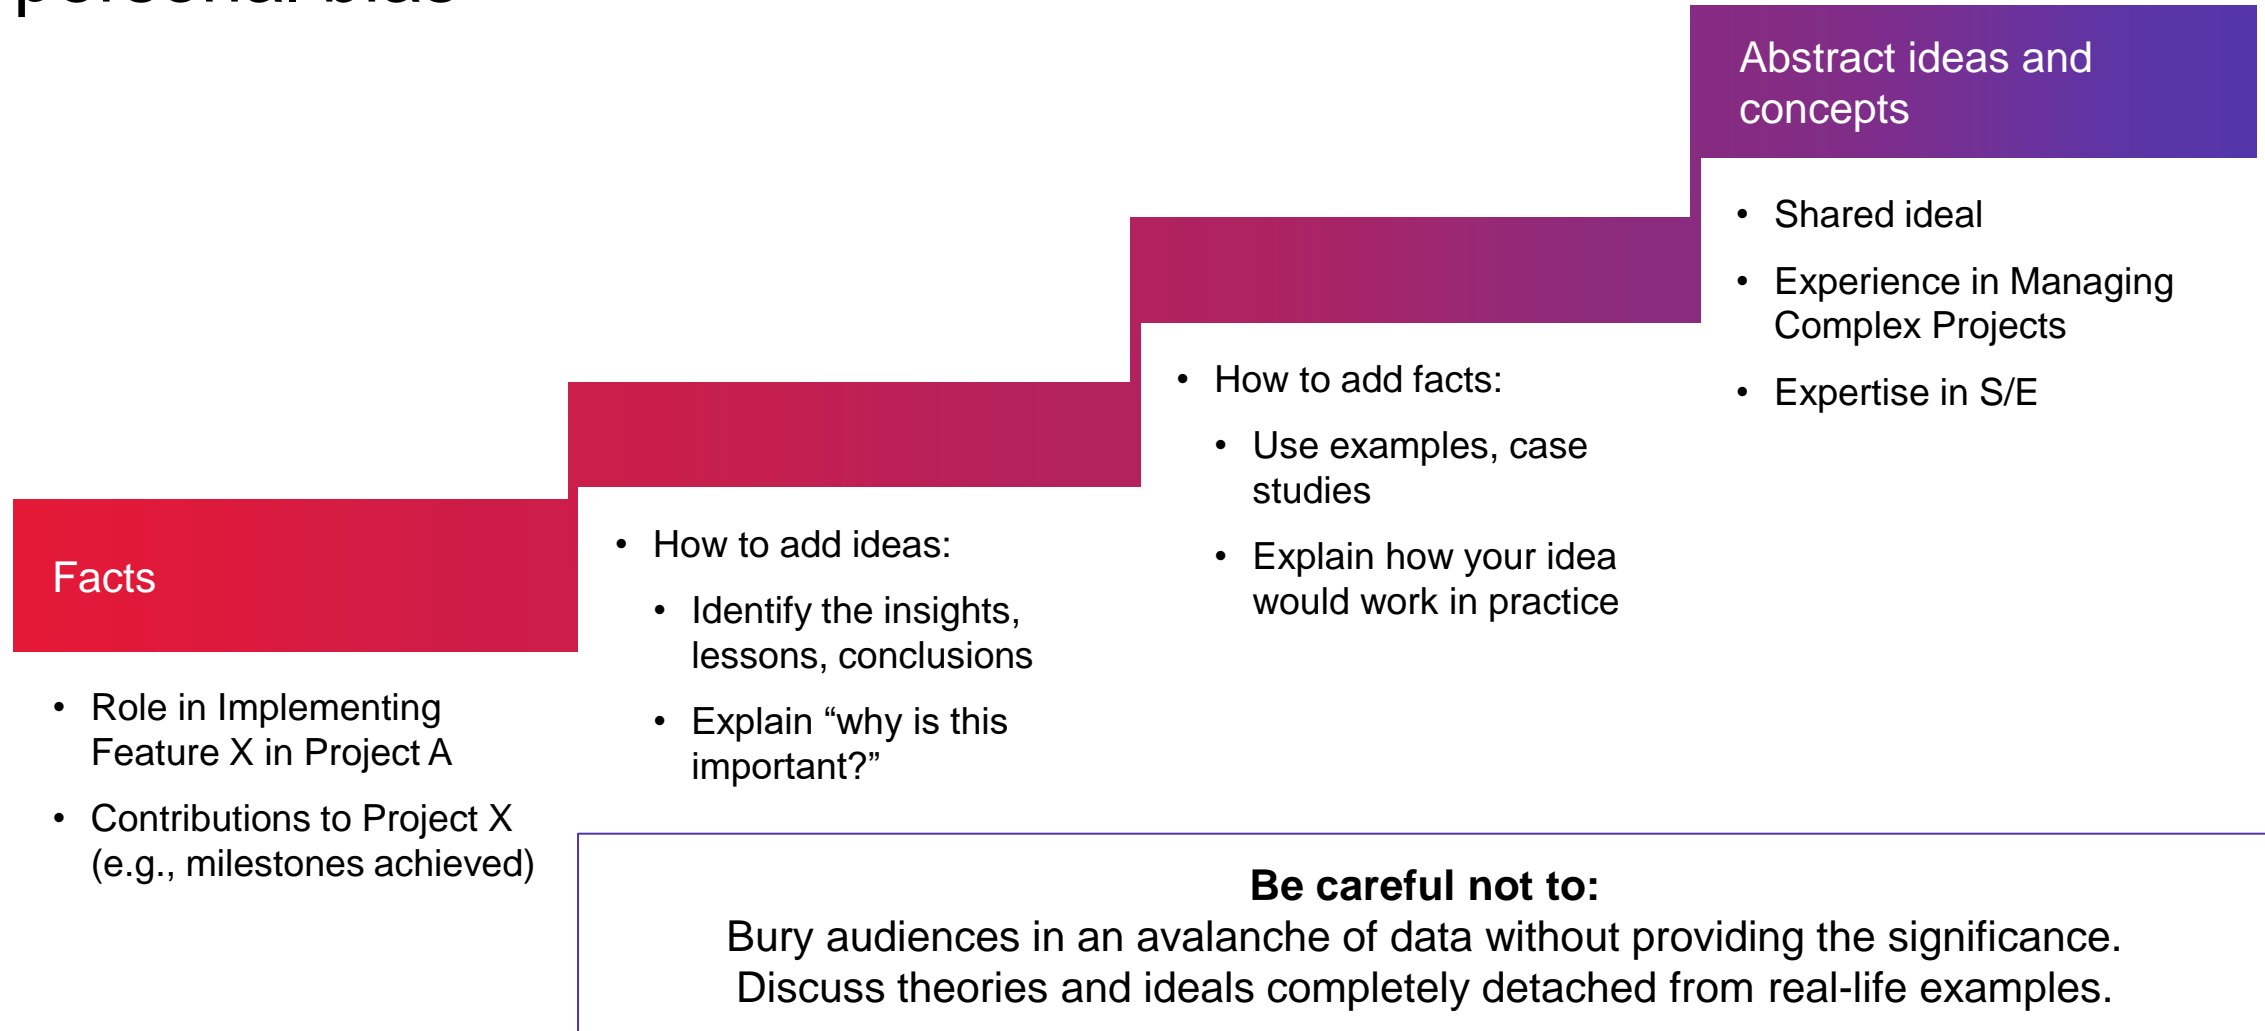 personal bias
Abstract ideas and
concepts
• Shared ideal
• Experience in Managing
Complex Projects
• Expertise in S/E
• How to add facts:
• Use examples, case
studies
• Explain how your idea
would work in practice
• How to add ideas:
• Identify the insights,
lessons, conclusions
• Explain “why is this
important?”
Facts
• Role in Implementing
Feature X in Project A
• Contributions to Project X
(e.g., milestones achieved)
Be careful not to:
Bury audiences in an avalanche of data without providing the significance.
Discuss theories and ideals completely detached from real-life examples.